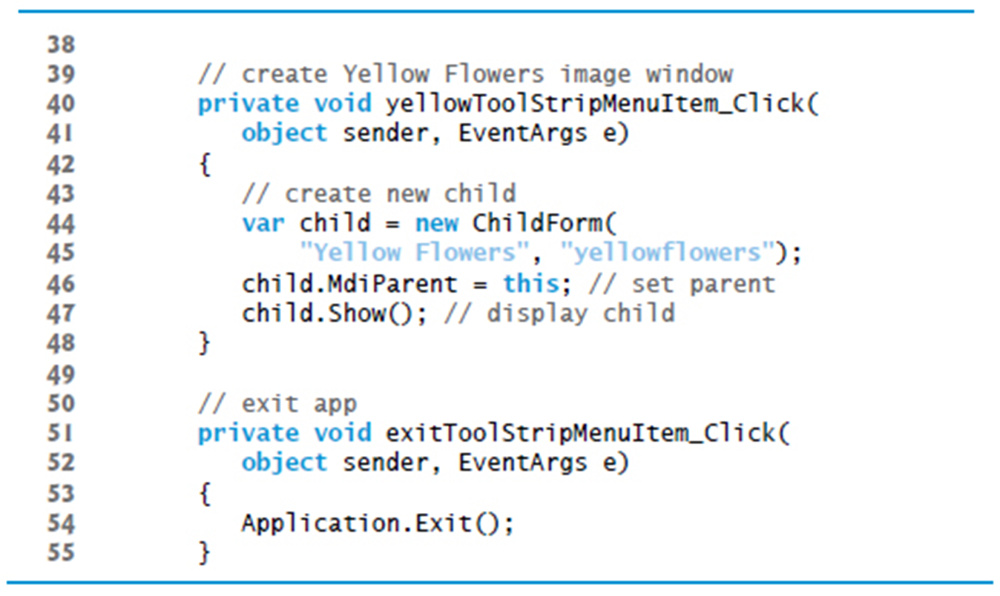 38
39 // create Yellow Flowers image window
40 private void yellowToolStripMenuItem_Click(
41 object sender, EventArgs e)
42 {
43 // create new child
44 var child = new ChildForm(
45 "Yellow Flowers", "yellowflowers");
46 child.MdiParent = this; // set parent
47 child.Show(); // display child
48 }
49
50 // exit app
51 private void exitToolStripMenuItem_Click(
52 object sender, EventArgs e)
53 {
54 Application.Exit();
55 }